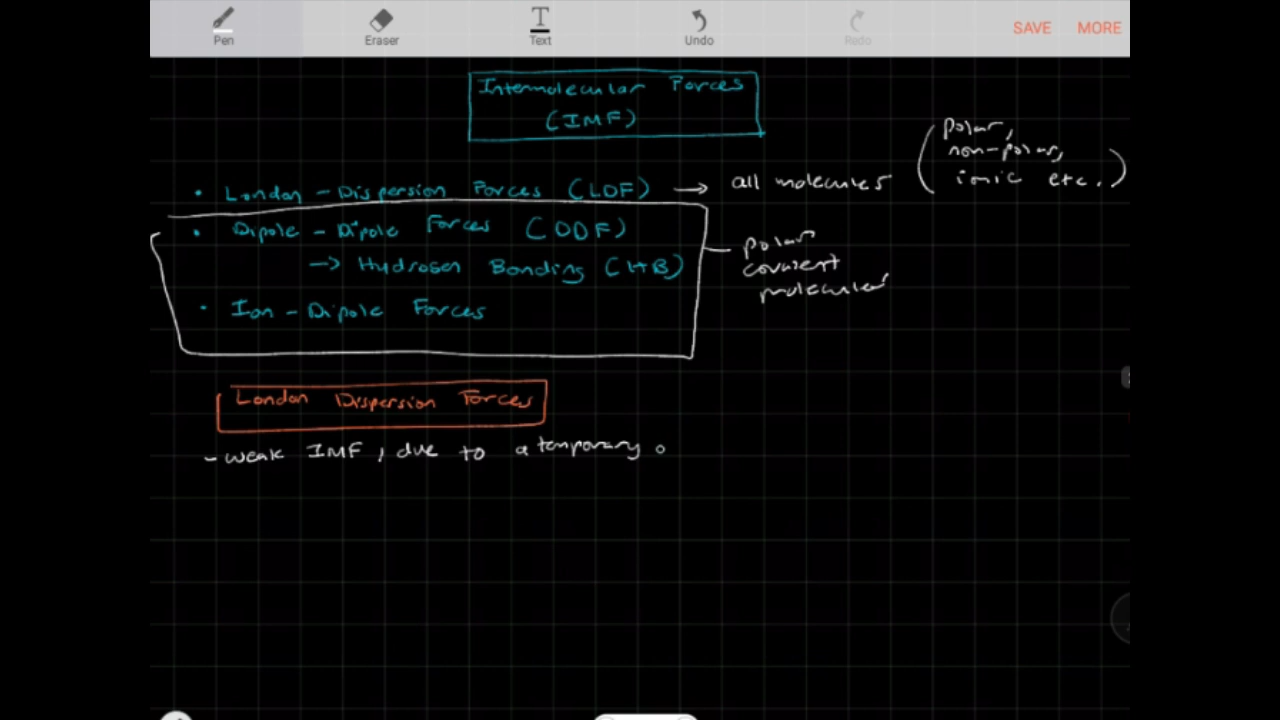 Pen
Eraser
Text
Undo
Redo
SAVE
MORE
Intermolecular Forces
(IMF)
• London - Dispersion Forces (LDF) → all molecules
(polar,
non-polar,
ionic etc.)
• Dipole - Dipole Forces (DDF)
→ Hydrogen Bonding (HB)
• Ion - Dipole Forces
polar
covalent
molecules
London Dispersion Forces
- weak IMF, due to a temporary o